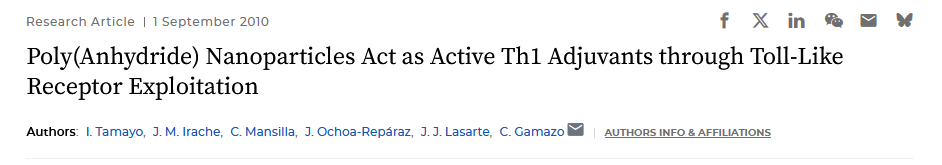 Research Article | 1 September 2010
Poly(Anhydride) Nanoparticles Act as Active Th1 Adjuvants through Toll-Like
Receptor Exploitation
Authors: I. Tamayo, J. M. Irache, C. Mansilla, J. Ochoa-Repáraz, J. J. Lasarte, C. Gamazo | AUTHORS INFO & AFFILIATIONS